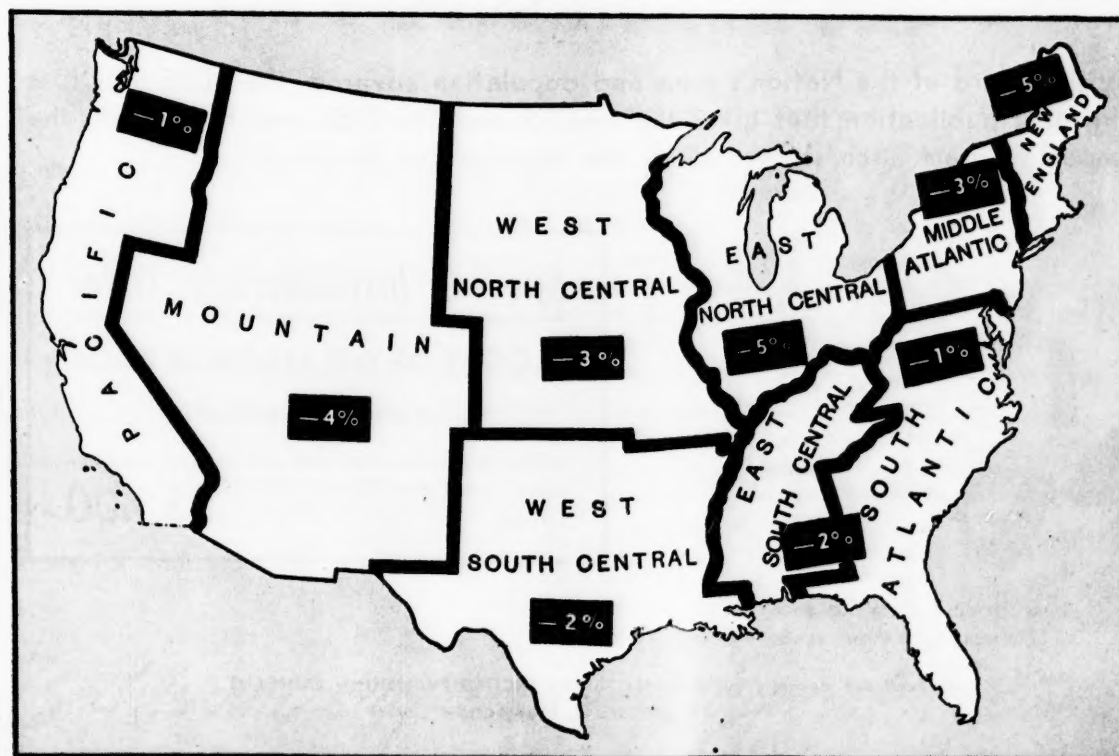 —1%
PACIFIC
MOUNTAIN
—4%
WEST
NORTH CENTRAL
—3%
WEST
SOUTH CENTRAL
—2%
EAST
NORTH CENTRAL
—5%
EAST
SOUTH CENTRAL
—2%
SOUTH
ATLANTIC
—1%
MIDDLE
ATLANTIC
—3%
NEW
ENGLAND
—5%